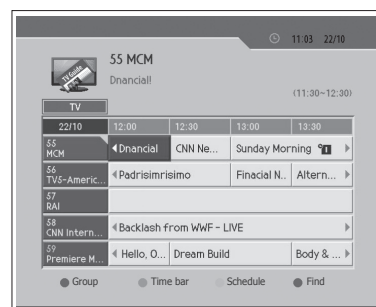 11:03 22/10
TV Guide
55 MCM
Dnancial!
(11:30~12:30)
TV
22/10 12:00 12:30 13:00 13:30
55 MCM Dnancial CNN Ne... Sunday Morning
56 TV5-Americ... Padrisimrisimo Finacial N.. Altern...
57 RAI
58 CNN Intern... Backlash from WWF - LIVE
59 Premiere M... Hello, O... Dream Build Body & ...
Group Time bar Schedule Find